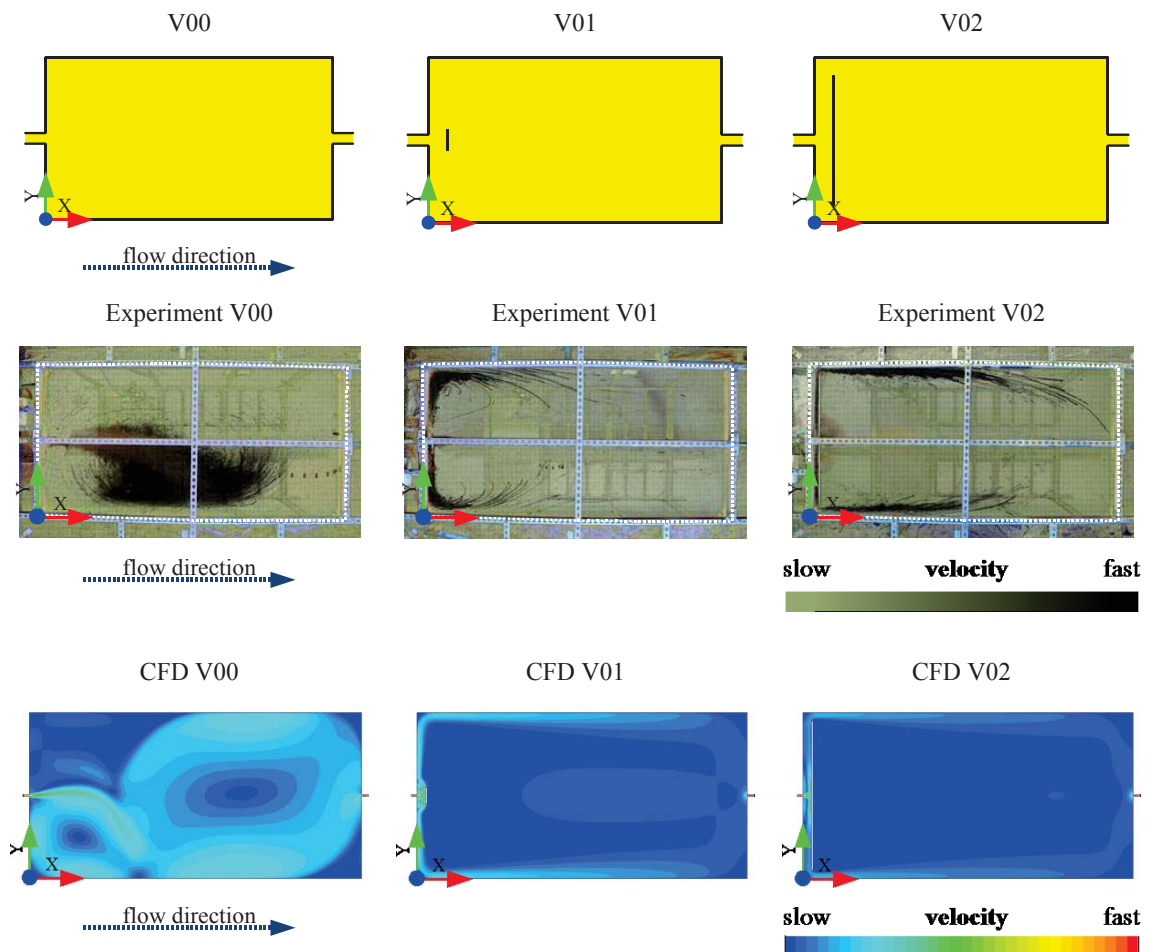 V00 V01 V02
Y X Y X Y X
flow direction
Experiment V00 Experiment V01 Experiment V02
Y X Y X Y X
flow direction
slow velocity fast
CFD V00 CFD V01 CFD V02
Y X Y X Y X
flow direction
slow velocity fast